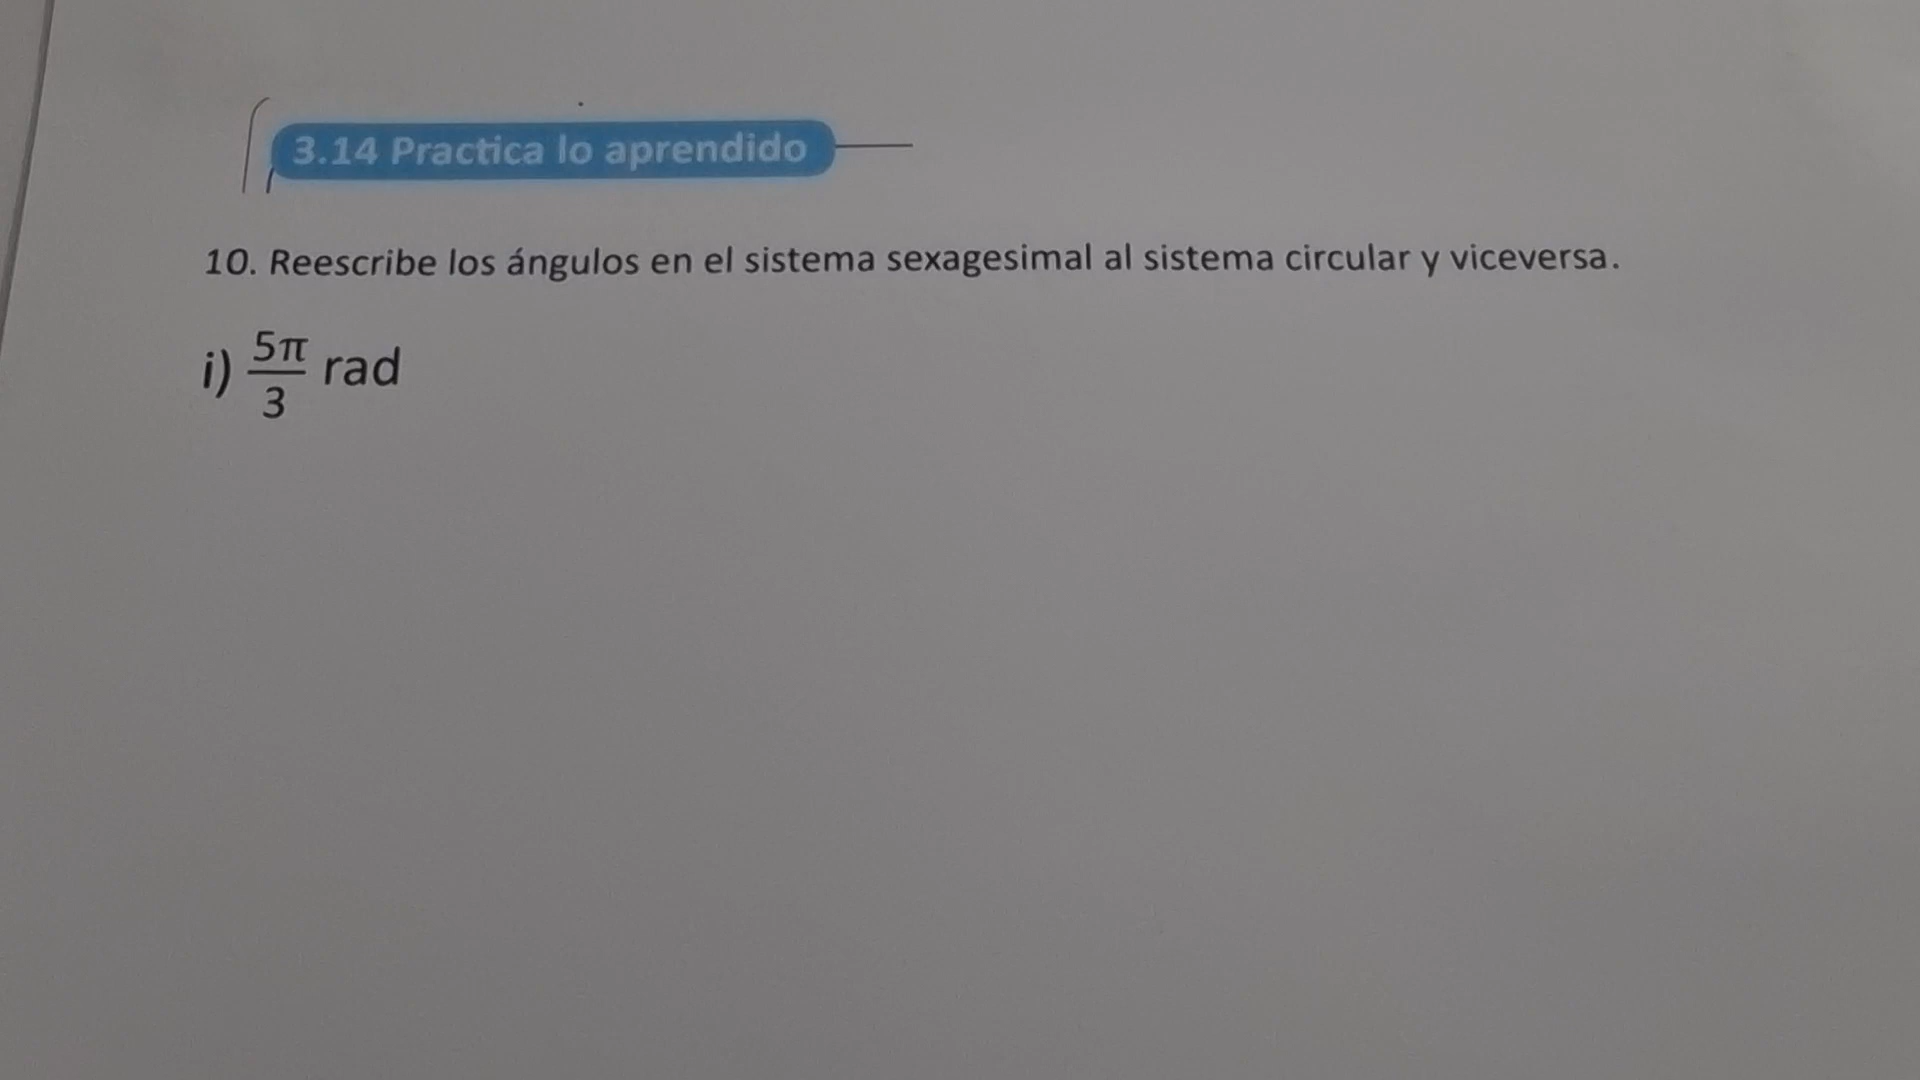 3.14 Practica lo aprendido
10. Reescribe los ángulos en el sistema sexagesimal al sistema circular y viceversa.
i) 5π/3 rad